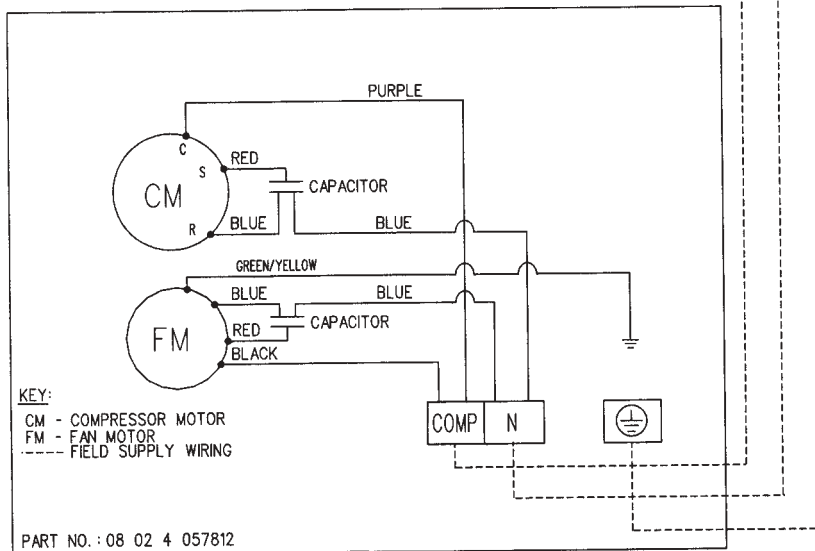 PURPLE
C
S
RED
CM
CAPACITOR
R
BLUE
BLUE
GREEN/YELLOW
BLUE
BLUE
FM
RED
CAPACITOR
BLACK
KEY:
CM - COMPRESSOR MOTOR
FM - FAN MOTOR
------ FIELD SUPPLY WIRING
COMP
N
PART NO.: 08 02 4 057812